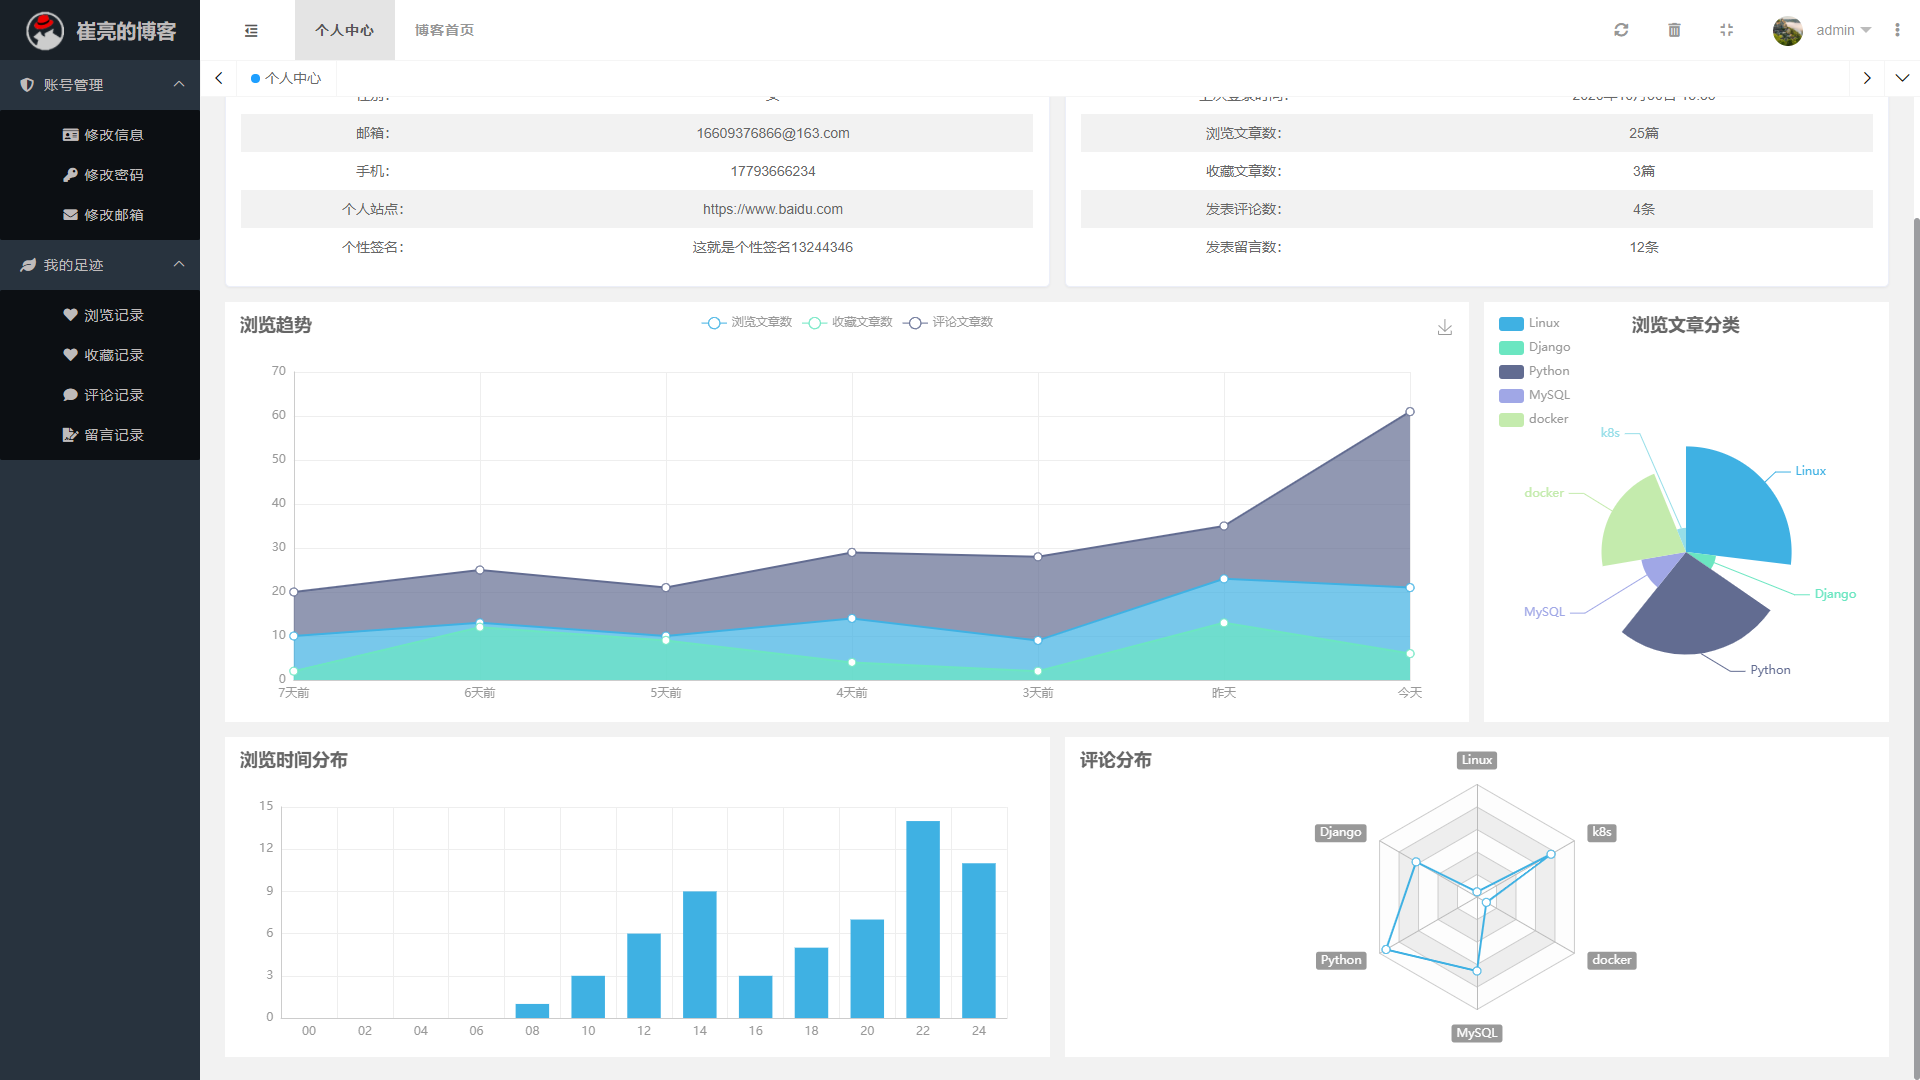 崔亮的博客
个人中心
博客首页
admin
个人中心
账号管理
修改信息
修改密码
修改邮箱
我的足迹
浏览记录
收藏记录
评论记录
留言记录
邮箱：
16609376866@163.com
手机：
17793666234
个人站点：
https://www.baidu.com
个性签名：
这就是个性签名13244346
浏览文章数：
25篇
收藏文章数：
3篇
发表评论数：
4条
发表留言数：
12条
浏览趋势
浏览文章数
收藏文章数
评论文章数
70
60
50
40
30
20
10
0
7天前
6天前
5天前
4天前
3天前
昨天
今天
浏览文章分类
Linux
Django
Python
MySQL
docker
k8s
Linux
docker
Django
MySQL
Python
浏览时间分布
15
12
9
6
3
0
00
02
04
06
08
10
12
14
16
18
20
22
24
评论分布
Linux
Django
k8s
Python
docker
MySQL